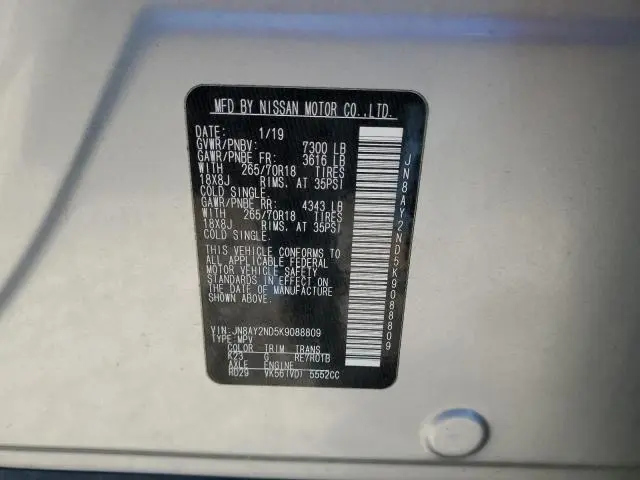 MFD BY NISSAN MOTOR CO.,LTD.
DATE: 1/19
GVWR/PNBV: 7300 LB
GAWR/PNBE FR: 3616 LB
WITH 265/70R18 TIRES
18X8J RIMS. AT 35PSI
COLD SINGLE.
GAWR/PNBE RR: 4343 LB
WITH 265/70R18 TIRES
18X8J RIMS. AT 35PSI
COLD SINGLE.
THIS VEHICLE CONFORMS TO
ALL APPLICABLE FEDERAL
MOTOR VEHICLE SAFETY
STANDARDS IN EFFECT ON
THE DATE OF MANUFACTURE
SHOWN ABOVE.
VIN: JN8AY2ND5K9088809
TYPE: MPV
COLOR TRIM TRANS
K23 G RE7R01B
AXLE ENGINE
RD29 VK56(VD) 5552CC
JN8AY2ND5K9088809